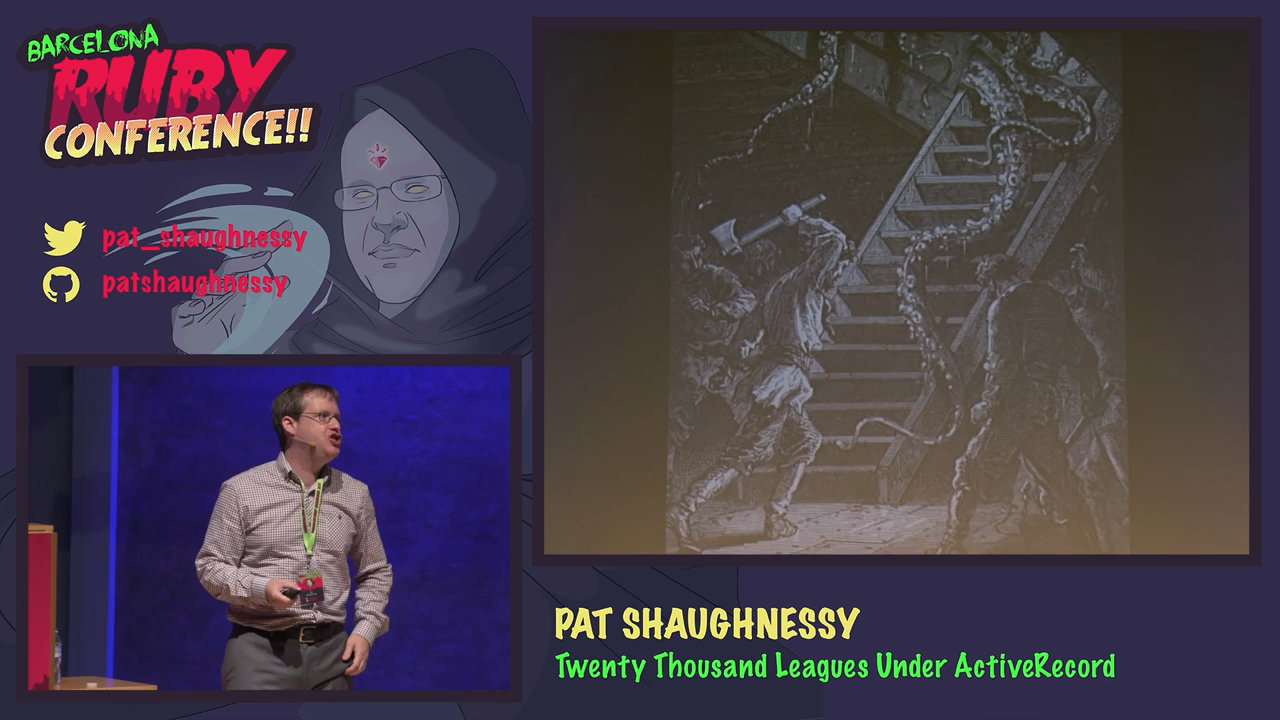 BARCELONA
RUBY
CONFERENCE!!
pat_shaughnessy
patshaughnessy
PAT SHAUGHNESSY
Twenty Thousand Leagues Under ActiveRecord